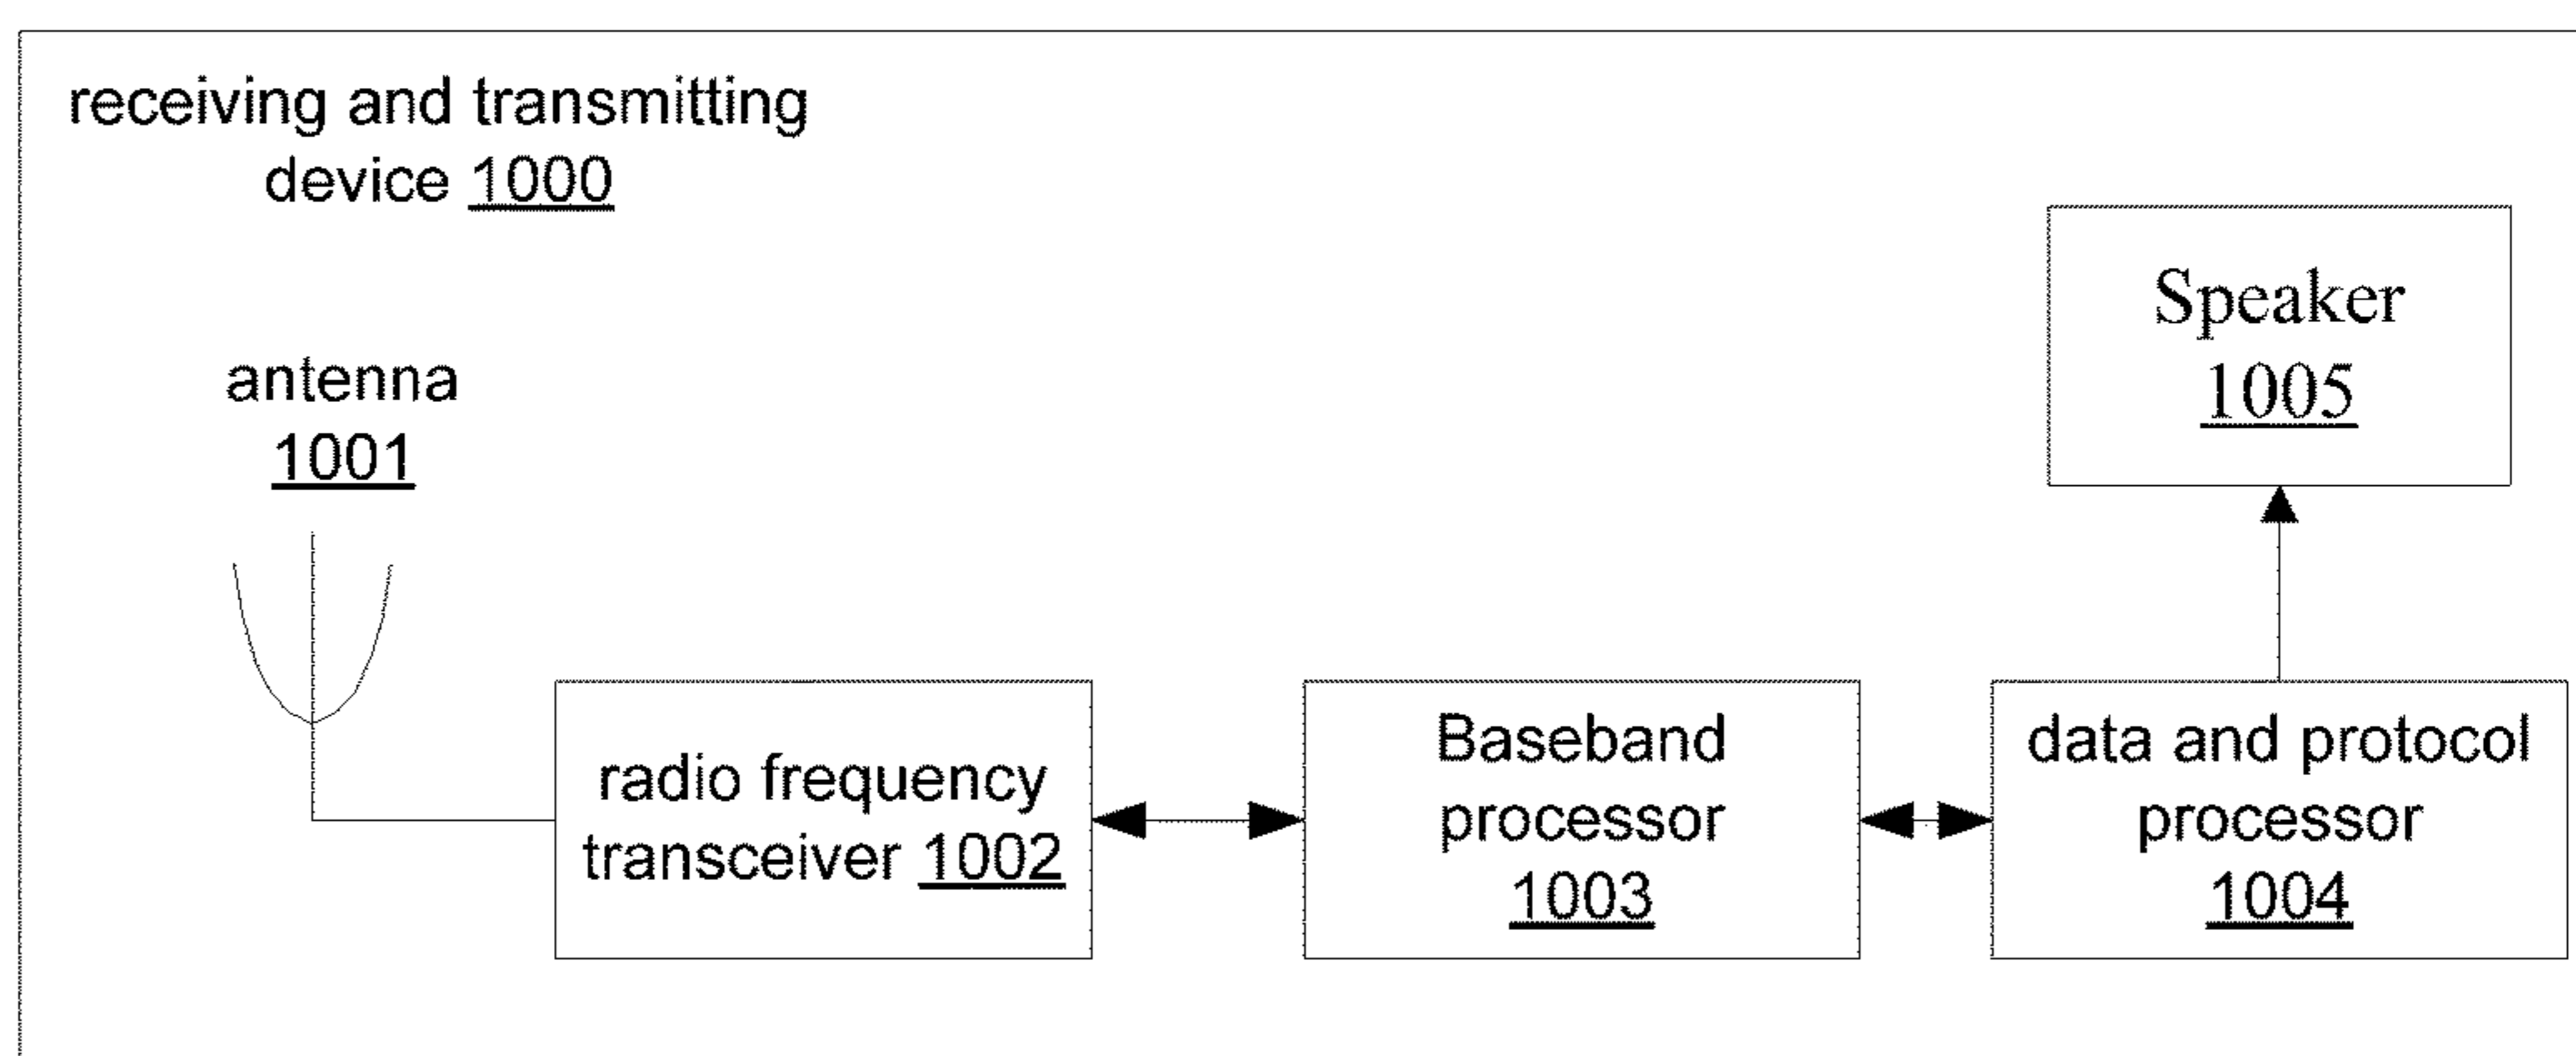 receiving and transmitting
device 1000
antenna
1001
Speaker
1005
radio frequency
transceiver 1002
Baseband
processor
1003
data and protocol
processor
1004